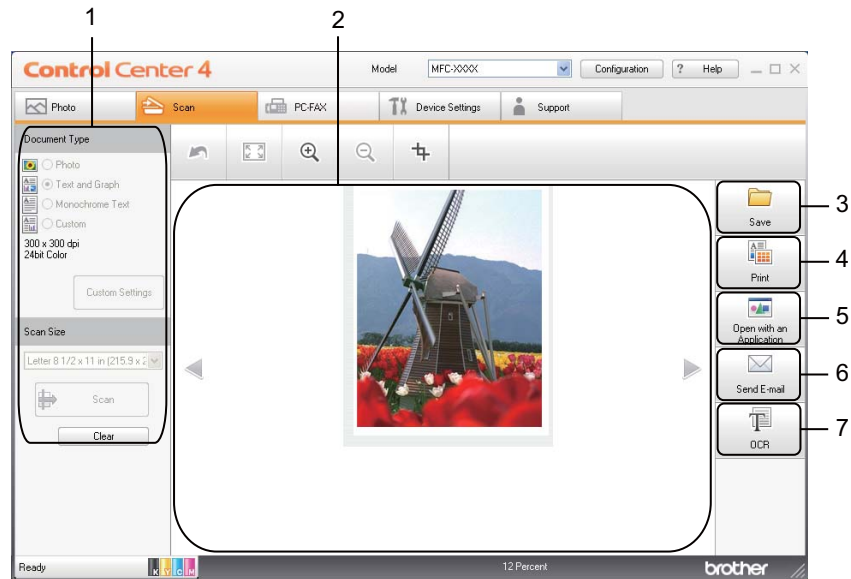 1
2
Control Center 4
Model
MFC-XXXX
Configuration
? Help
Photo
Scan
PC-FAX
Device Settings
Support
Document Type
Photo
Text and Graph
Monochrome Text
Custom
300 x 300 dpi
24bit Color
Custom Settings
Scan Size
Letter 8 1/2 x 11 in (215.9 x 2
Scan
Clear
Save
3
Print
4
Open with an
Application
5
Send E-mail
6
OCR
7
Ready
K Y C M
12 Percent
brother